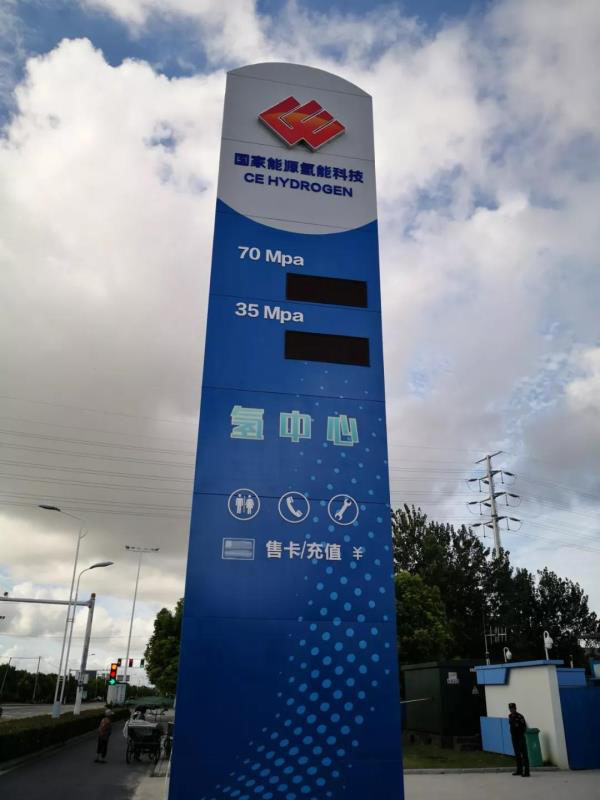 国家能源氢能科技
CE HYDROGEN
70 Mpa
35 Mpa
氢中心
售卡/充值 ¥